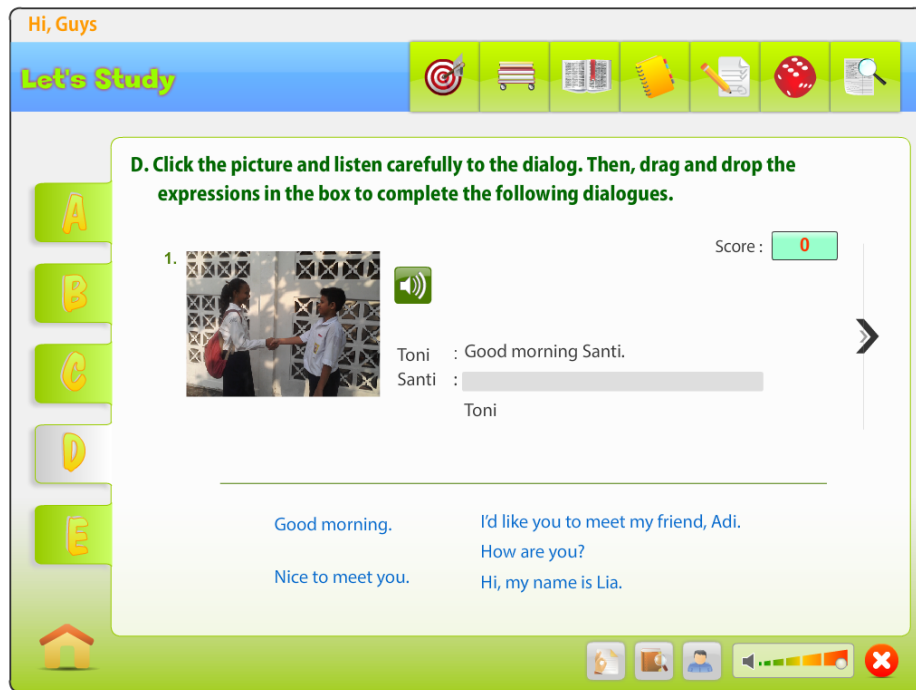 Hi, Guys
Let's Study
D. Click the picture and listen carefully to the dialog. Then, drag and drop the
expressions in the box to complete the following dialogues.
Score : 0
1.
Toni : Good morning Santi.
Santi :
Toni
A
B
C
D
E
Good morning.
I'd like you to meet my friend, Adi.
How are you?
Nice to meet you.
Hi, my name is Lia.